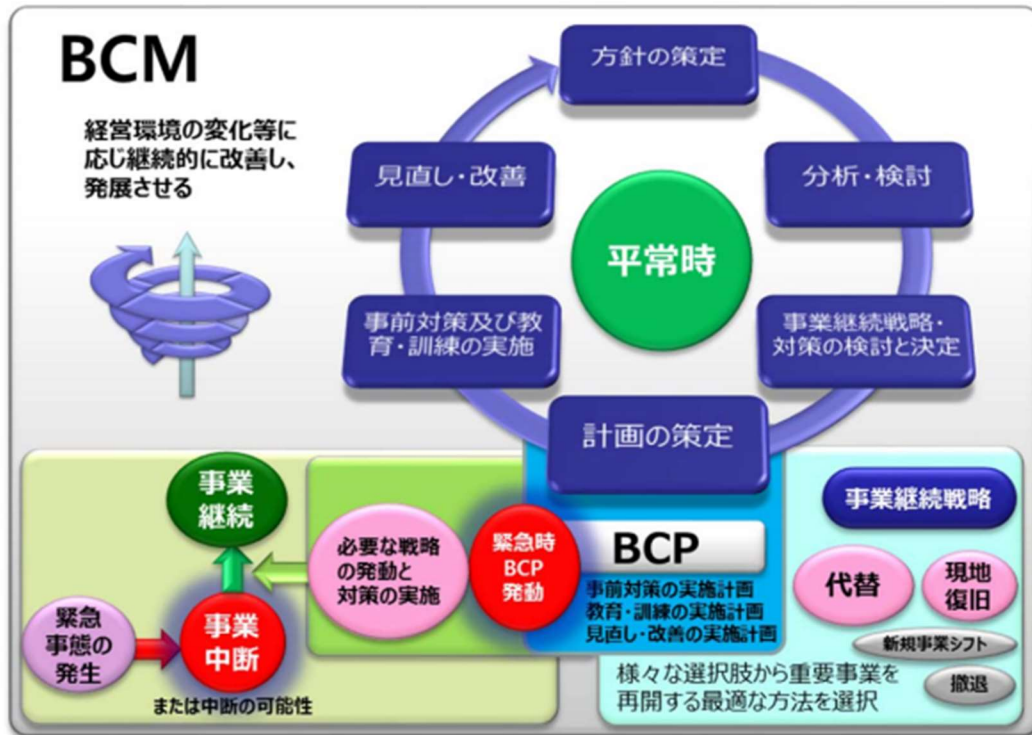 BCM
経営環境の変化等に
応じ継続的に改善し、
発展させる
方針の策定
見直し・改善
分析・検討
平常時
事前対策及び教
育・訓練の実施
事業継続戦略・
対策の検討と決定
計画の策定
事業
継続
緊急
事態の
発生
事業
中断
または中断の可能性
必要な戦略
の発動と
対策の実施
緊急時
BCP
発動
BCP
事前対策の実施計画
教育・訓練の実施計画
見直し・改善の実施計画
事業継続戦略
代替
現地
復旧
新規事業シフト
撤退
様々な選択肢から重要事業を
再開する最適な方法を選択